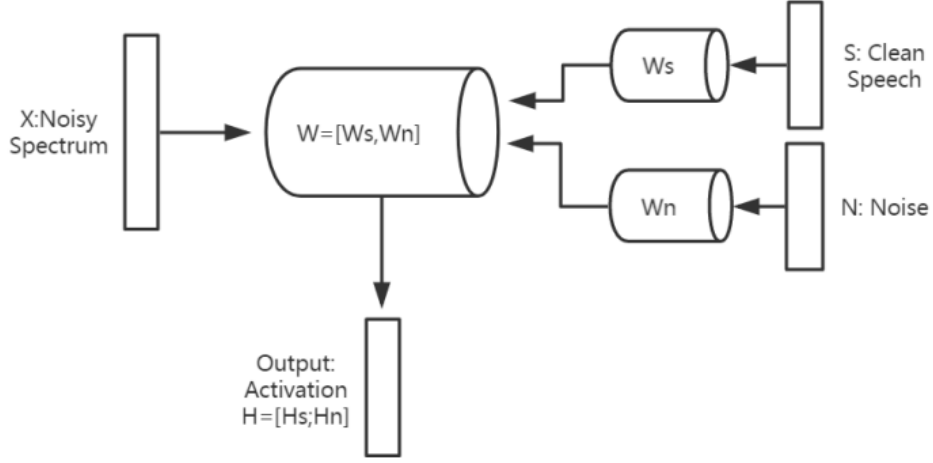 X:Noisy
Spectrum
W=[Ws,Wn]
Ws
S: Clean
Speech
Wn
N: Noise
Output:
Activation
H=[Hs;Hn]